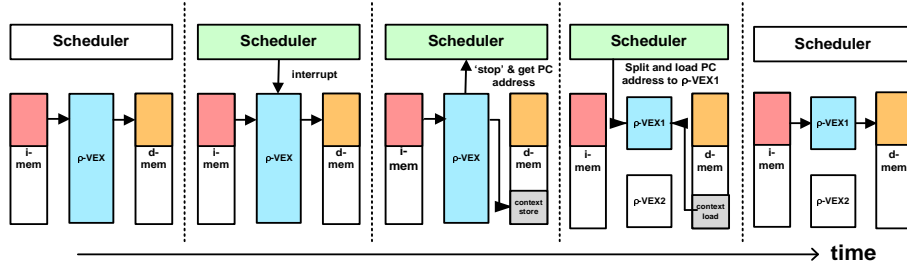 Scheduler
i-
mem
ρ-VEX
d-
mem
Scheduler
interrupt
i-
mem
ρ-VEX
d-
mem
Scheduler
'stop' & get PC
address
i-
mem
ρ-VEX
d-
mem
context
store
Scheduler
Split and load PC
address to ρ-VEX1
i-
mem
ρ-VEX1
ρ-VEX2
d-
mem
context
load
Scheduler
i-
mem
ρ-VEX1
ρ-VEX2
d-
mem
time